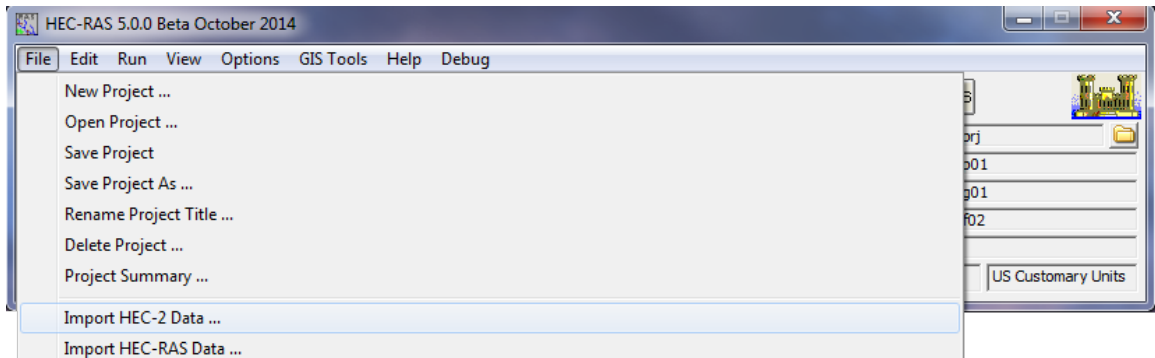 HEC-RAS 5.0.0 Beta October 2014
File Edit Run View Options GIS Tools Help Debug
New Project ...
Open Project ...
Save Project
Save Project As ...
Rename Project Title ...
Delete Project ...
Project Summary ...
US Customary Units
Import HEC-2 Data ...
Import HEC-RAS Data ...